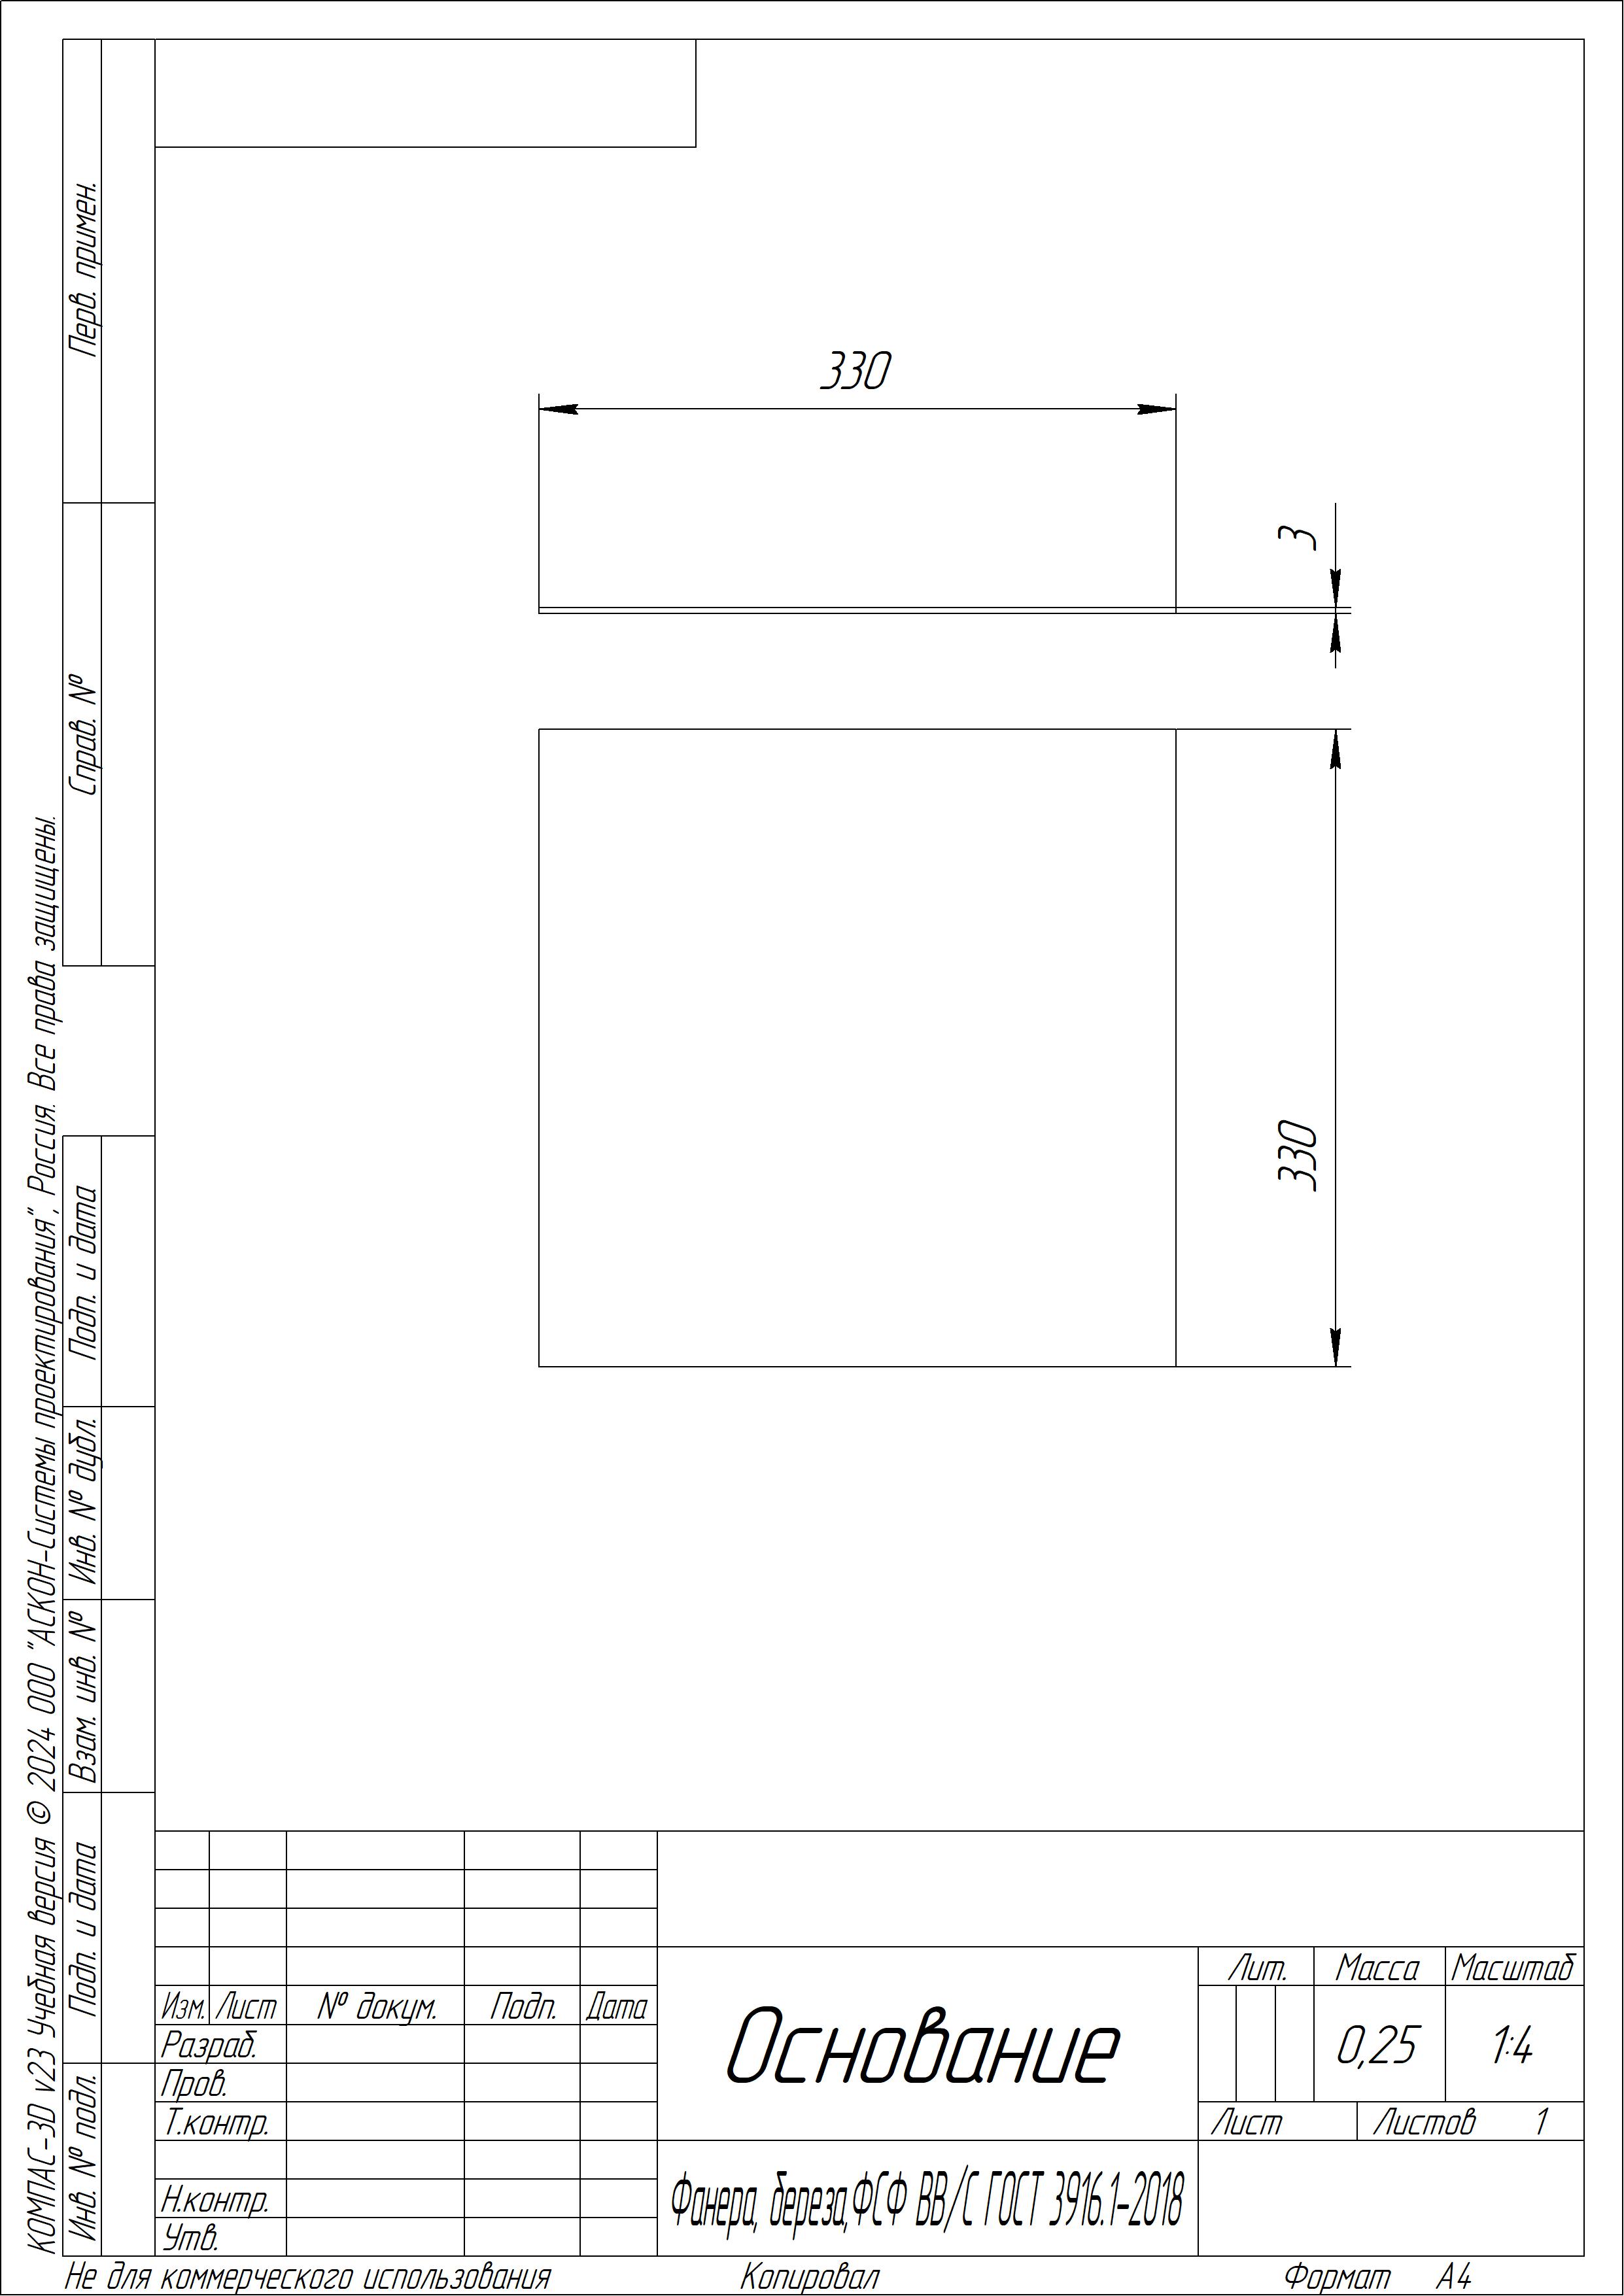 Перв. примен.
Справ. №
330
3
330
КОМПАС-3D v23 Учебная версия © 2024 ООО "АСКОН-Системы проектирования", Россия. Все права защищены.
Подп. и дата
Инв. № дубл.
Взам. инв. №
Подп. и дата
Инв. № подл.
Изм. Лист № докум. Подп. Дата
Разраб.
Пров.
Т.контр.
Н.контр.
Утв.
Основание
Фанера, береза,ФСФ ВВ/С ГОСТ 3916.1-2018
Лит. Масса Масштаб
0,25 1:4
Лист Листов 1
Не для коммерческого использования Копировал Формат А4